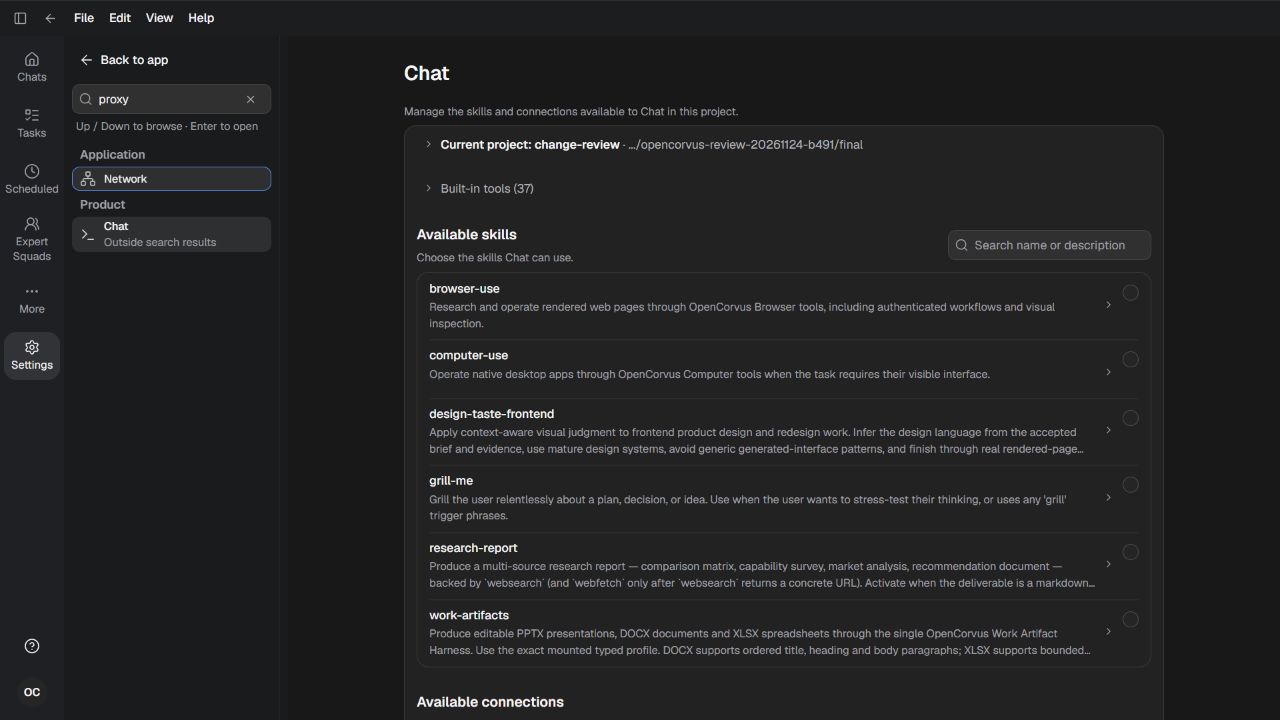 File Edit View Help
Chats
Tasks
Scheduled
Expert
Squads
More
Settings
OC
Back to app
proxy
Up / Down to browse · Enter to open
Application
Network
Product
Chat
Outside search results
Chat
Manage the skills and connections available to Chat in this project.
Current project: change-review · .../opencorvus-review-20261124-b491/final
Built-in tools (37)
Available skills
Choose the skills Chat can use.
Search name or description
browser-use
Research and operate rendered web pages through OpenCorvus Browser tools, including authenticated workflows and visual
inspection.
computer-use
Operate native desktop apps through OpenCorvus Computer tools when the task requires their visible interface.
design-taste-frontend
Apply context-aware visual judgment to frontend product design and redesign work. Infer the design language from the accepted
brief and evidence, use mature design systems, avoid generic generated-interface patterns, and finish through real rendered-page...
grill-me
Grill the user relentlessly about a plan, decision, or idea. Use when the user wants to stress-test their thinking, or uses any 'grill'
trigger phrases.
research-report
Produce a multi-source research report — comparison matrix, capability survey, market analysis, recommendation document —
backed by `websearch` (and `webfetch` only after `websearch` returns a concrete URL). Activate when the deliverable is a markdown...
work-artifacts
Produce editable PPTX presentations, DOCX documents and XLSX spreadsheets through the single OpenCorvus Work Artifact
Harness. Use the exact mounted typed profile. DOCX supports ordered title, heading and body paragraphs; XLSX supports bounded...
Available connections